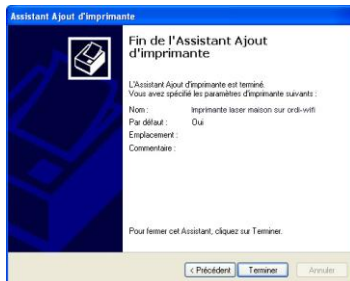 Assistant Ajout d'imprimante
Fin de l'Assistant Ajout
d'imprimante
L'Assistant Ajout d'imprimante est terminé.
Vous avez spécifié les paramètres d'imprimante suivants :
Nom : Imprimante laser maison sur ordi-wifi
Par défaut : Oui
Emplacement :
Commentaire :
Pour fermer cet Assistant, cliquez sur Terminer.
< Précédent Terminer Annuler